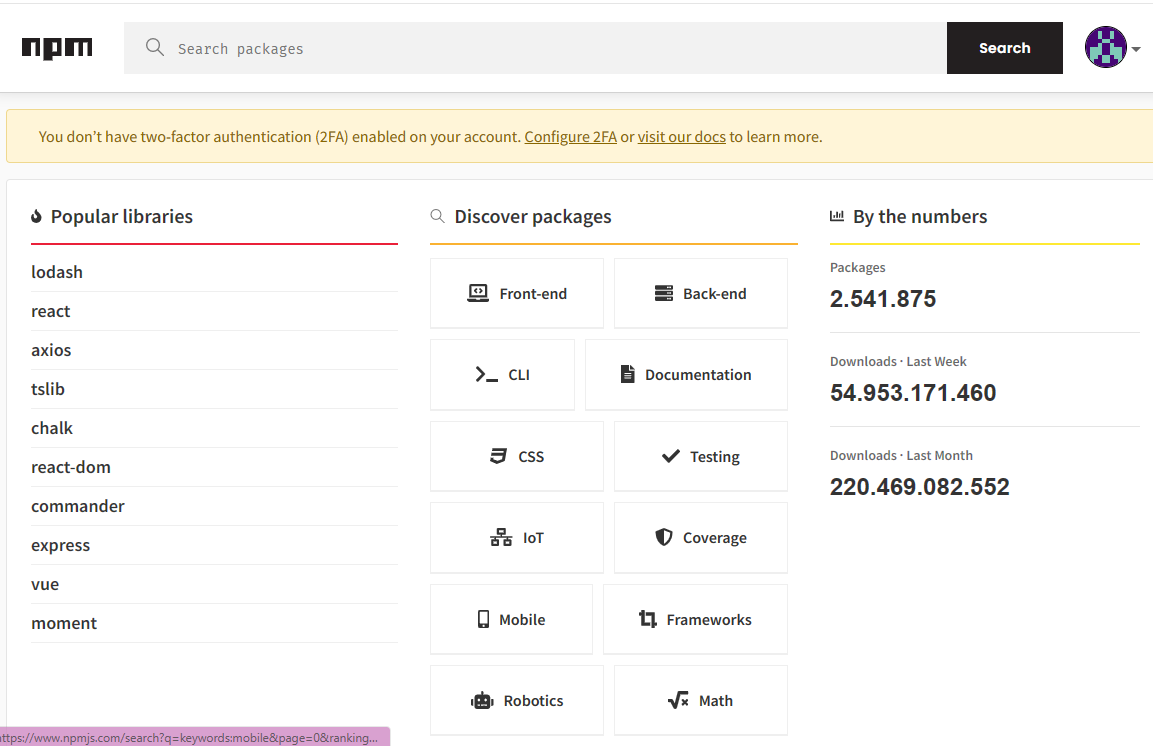 npm
Search packages
Search
You don’t have two-factor authentication (2FA) enabled on your account. Configure 2FA or visit our docs to learn more.
Popular libraries
lodash
react
axios
tslib
chalk
react-dom
commander
express
vue
moment
Discover packages
Front-end
Back-end
CLI
Documentation
CSS
Testing
IoT
Coverage
Mobile
Frameworks
Robotics
Math
By the numbers
Packages
2.541.875
Downloads · Last Week
54.953.171.460
Downloads · Last Month
220.469.082.552
ttps://www.npmjs.com/search?q=keywords:mobile&page=0&ranking...